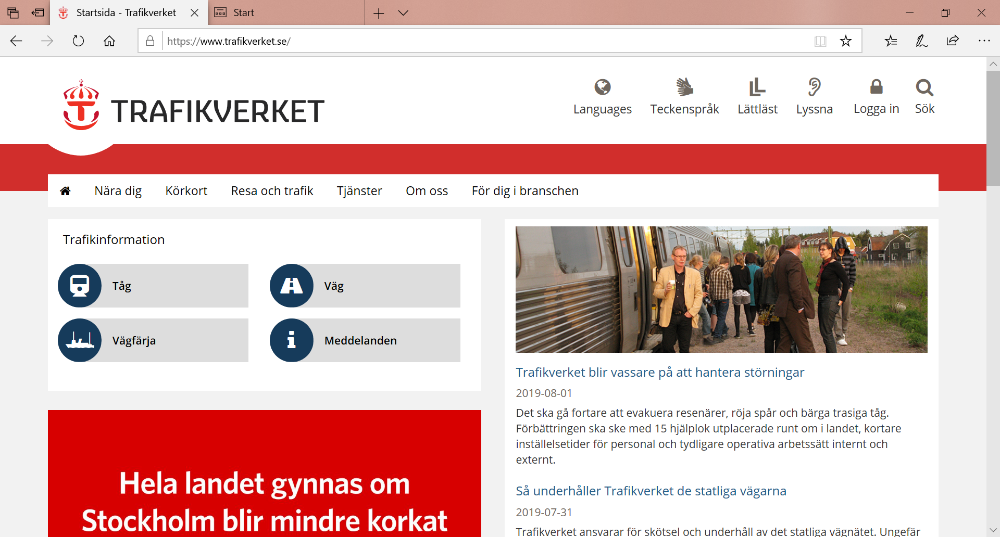 Startsida - Trafikverket
Start
https://www.trafikverket.se/
TRAFIKVERKET
Languages
Teckenspråk
Lättläst
Lyssna
Logga in
Sök
Nära dig
Körkort
Resa och trafik
Tjänster
Om oss
För dig i branschen
Trafikinformation
Tåg
Väg
Vägfärja
Meddelanden
Hela landet gynnas om
Stockholm blir mindre korkat
Trafikverket blir vassare på att hantera störningar
2019-08-01
Det ska gå fortare att evakuera resenärer, röja spår och bärga trasiga tåg.
Förbättringen ska ske med 15 hjälplok utplacerade runt om i landet, kortare
inställelsetider för personal och tydligare operativa arbetssätt internt och
externt.
Så underhåller Trafikverket de statliga vägarna
2019-07-31
Trafikverket ansvarar för skötsel och underhåll av det statliga vägnätet. Ungefär